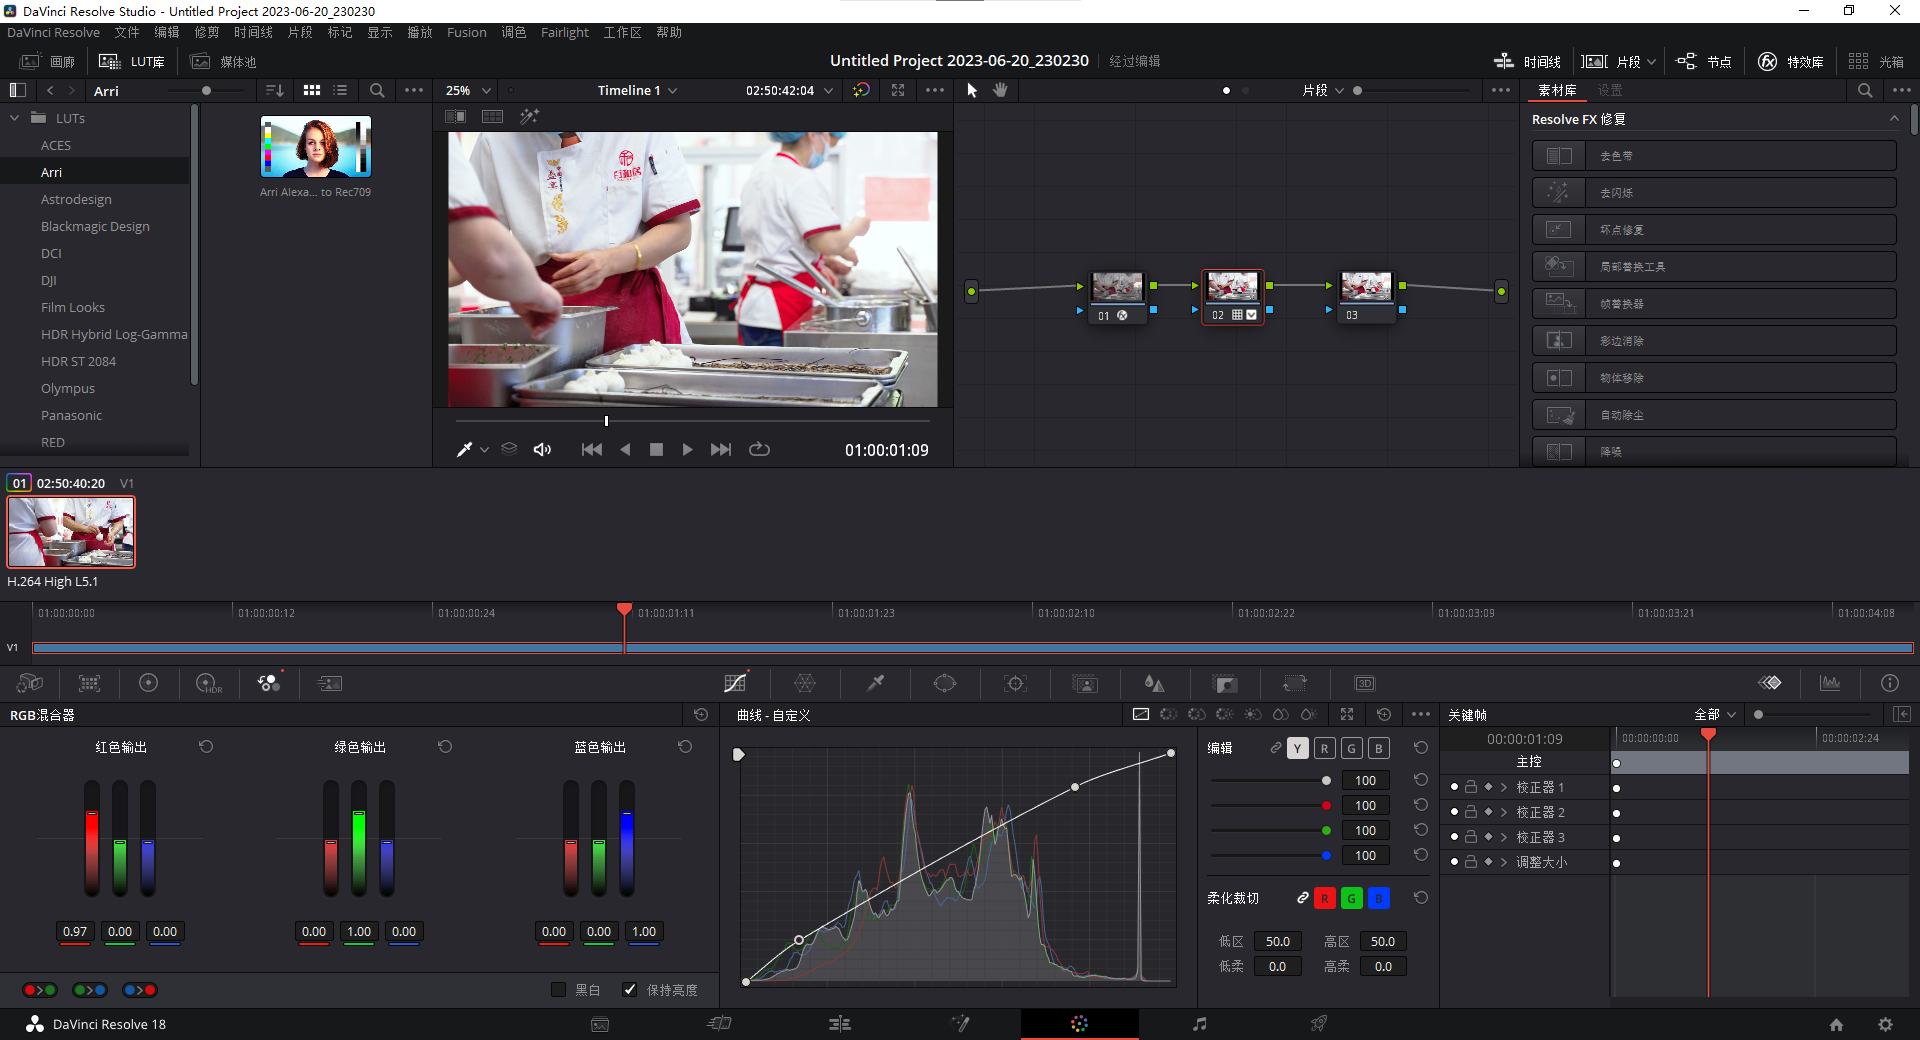 DaVinci Resolve Studio - Untitled Project 2023-06-20_230230
DaVinci Resolve 文件 编辑 修剪 时间线 片段 标记 显示 播放 Fusion 调色 Fairlight 工作区 帮助
画廊 LUT库 媒体池 Untitled Project 2023-06-20_230230 经过编辑 时间线 片段 节点 特效库 光箱
Arri 25% Timeline 1 02:50:42:04 片段 素材库 设置
LUTs
ACES
Arri
Astrodesign
Blackmagic Design
DCI
DJI
Film Looks
HDR Hybrid Log-Gamma
HDR ST 2084
Olympus
Panasonic
RED
Arri Alexa... to Rec709
01:00:01:09
01
02
03
Resolve FX 修复
去色带
去闪烁
坏点修复
局部替换工具
帧替换器
彩边消除
物体移除
自动除尘
降噪
01 02:50:40:20 V1
H.264 High L5.1
01:00:00:00 01:00:00:12 01:00:00:24 01:00:01:11 01:00:01:23 01:00:02:10 01:00:02:22 01:00:03:09 01:00:03:21 01:00:04:08
V1
HDR
3D
RGB混合器
红色输出 绿色输出 蓝色输出
0.97 0.00 0.00 0.00 1.00 0.00 0.00 0.00 1.00
黑白 保持亮度
曲线 - 自定义
编辑 Y R G B
100
100
100
100
柔化裁切 R G B
低区 50.0 高区 50.0
低柔 0.0 高柔 0.0
关键帧 全部
00:00:01:09 00:00:00:00 00:00:02:24
主控
校正器 1
校正器 2
校正器 3
调整大小
DaVinci Resolve 18